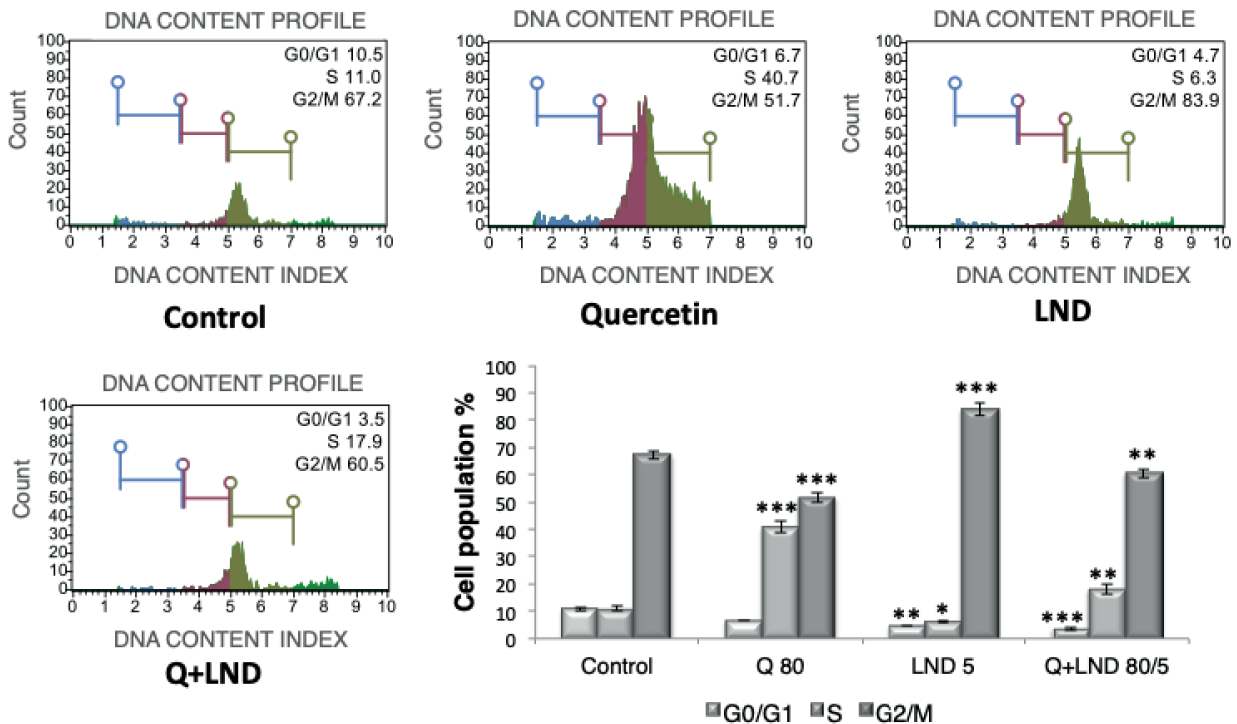 DNA CONTENT PROFILE
100
90
80
70
60
50
40
30
20
10
0
Count
G0/G1 10.5
S 11.0
G2/M 67.2
0 1 2 3 4 5 6 7 8 9 10
DNA CONTENT INDEX
Control
DNA CONTENT PROFILE
100
90
80
70
60
50
40
30
20
10
0
Count
G0/G1 6.7
S 40.7
G2/M 51.7
0 1 2 3 4 5 6 7 8 9 10
DNA CONTENT INDEX
Quercetin
DNA CONTENT PROFILE
100
90
80
70
60
50
40
30
20
10
0
Count
G0/G1 4.7
S 6.3
G2/M 83.9
0 1 2 3 4 5 6 7 8 9 10
DNA CONTENT INDEX
LND
DNA CONTENT PROFILE
100
90
80
70
60
50
40
30
20
10
0
Count
G0/G1 3.5
S 17.9
G2/M 60.5
0 1 2 3 4 5 6 7 8 9 10
DNA CONTENT INDEX
Q+LND
Cell population %
100
90
80
70
60
50
40
30
20
10
0
*** ***
** * ***
*** ** **
Control Q 80 LND 5 Q+LND 80/5
G0/G1 S G2/M